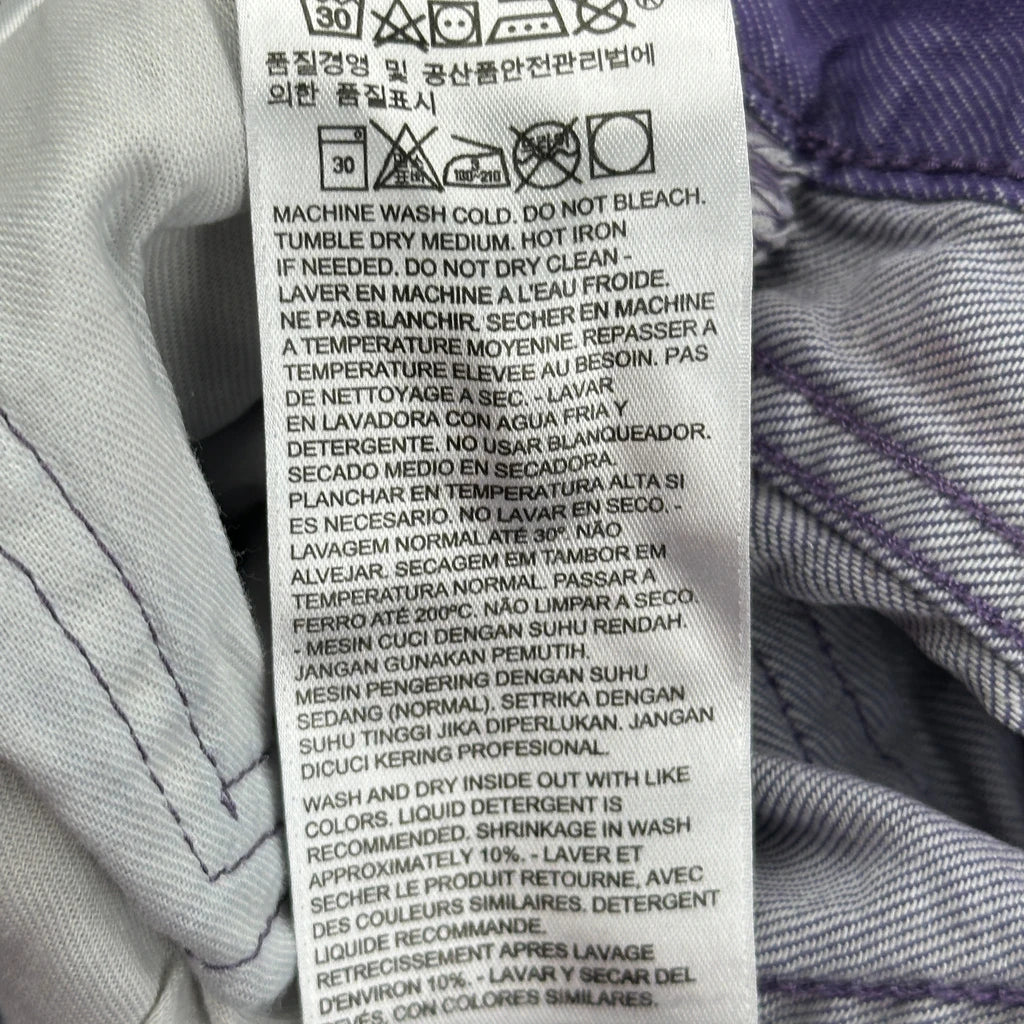 30
®
품질경영 및 공산품안전관리법에
의한 품질표시
30
180~210
MACHINE WASH COLD. DO NOT BLEACH.
TUMBLE DRY MEDIUM. HOT IRON
IF NEEDED. DO NOT DRY CLEAN -
LAVER EN MACHINE A L'EAU FROIDE.
NE PAS BLANCHIR. SECHER EN MACHINE
A TEMPERATURE MOYENNE. REPASSER A
TEMPERATURE ELEVEE AU BESOIN. PAS
DE NETTOYAGE A SEC. - LAVAR
EN LAVADORA CON AGUA FRIA Y
DETERGENTE. NO USAR BLANQUEADOR.
SECADO MEDIO EN SECADORA.
PLANCHAR EN TEMPERATURA ALTA SI
ES NECESARIO. NO LAVAR EN SECO. -
LAVAGEM NORMAL ATÉ 30º. NÃO
ALVEJAR. SECAGEM EM TAMBOR EM
TEMPERATURA NORMAL. PASSAR A
FERRO ATÉ 200ºC. NÃO LIMPAR A SECO.
- MESIN CUCI DENGAN SUHU RENDAH.
JANGAN GUNAKAN PEMUTIH.
MESIN PENGERING DENGAN SUHU
SEDANG (NORMAL). SETRIKA DENGAN
SUHU TINGGI JIKA DIPERLUKAN. JANGAN
DICUCI KERING PROFESIONAL.
WASH AND DRY INSIDE OUT WITH LIKE
COLORS. LIQUID DETERGENT IS
RECOMMENDED. SHRINKAGE IN WASH
APPROXIMATELY 10%. - LAVER ET
SECHER LE PRODUIT RETOURNE, AVEC
DES COULEURS SIMILAIRES. DETERGENT
LIQUIDE RECOMMANDE.
RETRECISSEMENT APRES LAVAGE
D'ENVIRON 10%. - LAVAR Y SECAR DEL
REVÉS, CON COLORES SIMILARES.